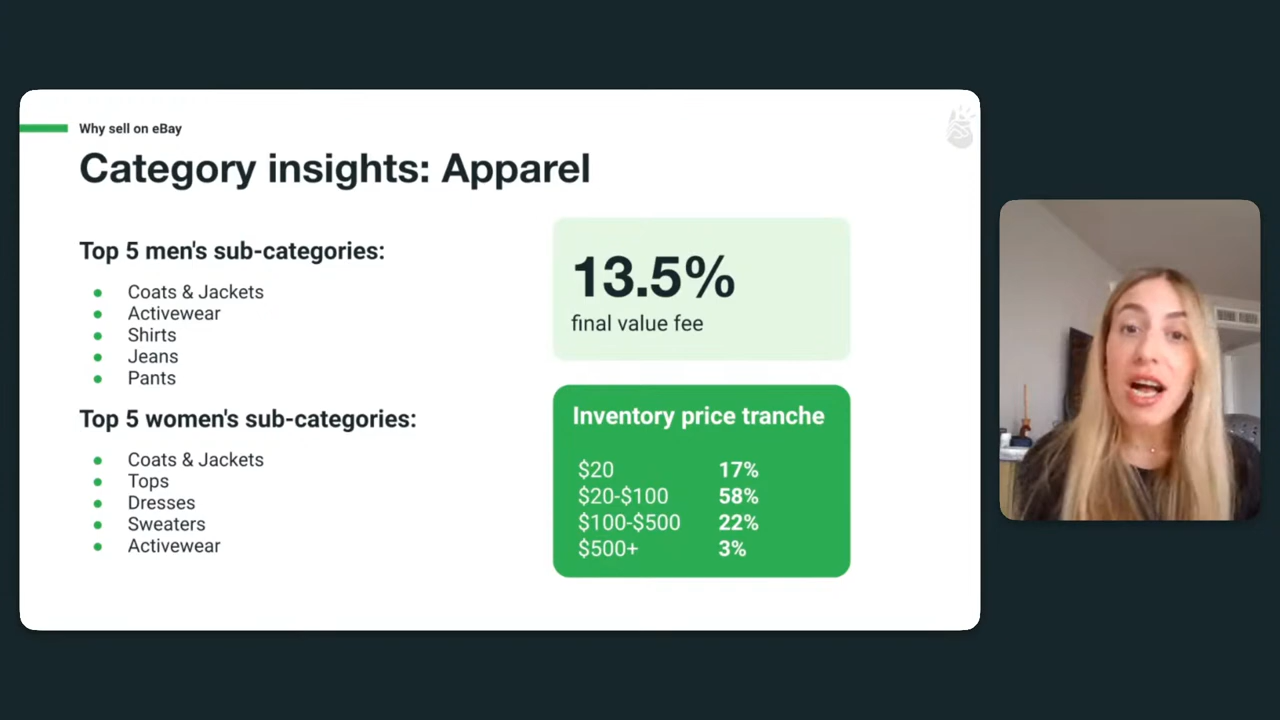 Why sell on eBay
Category insights: Apparel
Top 5 men's sub-categories:
Coats & Jackets
Activewear
Shirts
Jeans
Pants
Top 5 women's sub-categories:
Coats & Jackets
Tops
Dresses
Sweaters
Activewear
13.5%
final value fee
Inventory price tranche
$20 17%
$20-$100 58%
$100-$500 22%
$500+ 3%